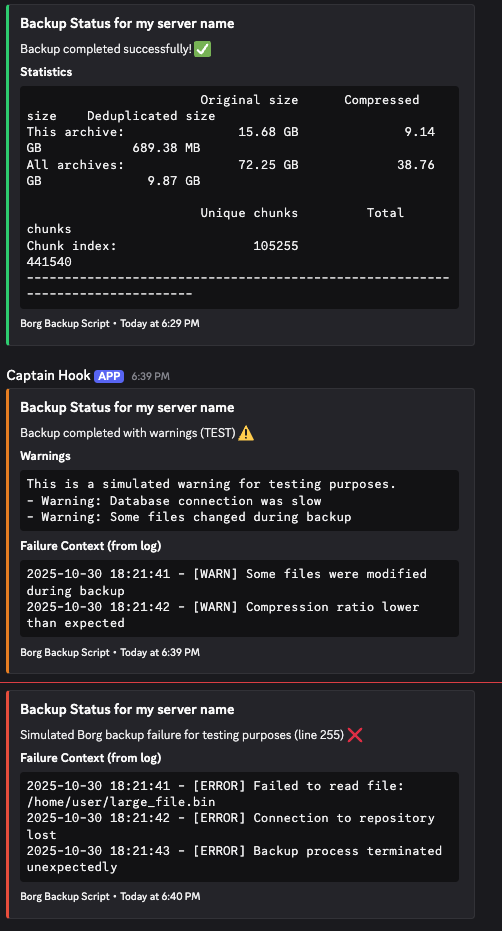 Backup Status for my server name
Backup completed successfully! ✅
Statistics
Original size Compressed
size Deduplicated size
This archive: 15.68 GB 9.14
GB 689.38 MB
All archives: 72.25 GB 38.76
GB 9.87 GB
Unique chunks Total
chunks
Chunk index: 105255
441540
--------------------------------------------------------
----------------------
Borg Backup Script • Today at 6:29 PM
Captain Hook APP 6:39 PM
Backup Status for my server name
Backup completed with warnings (TEST) ⚠️
Warnings
This is a simulated warning for testing purposes.
- Warning: Database connection was slow
- Warning: Some files changed during backup
Failure Context (from log)
2025-10-30 18:21:41 - [WARN] Some files were modified
during backup
2025-10-30 18:21:42 - [WARN] Compression ratio lower
than expected
Borg Backup Script • Today at 6:39 PM
Backup Status for my server name
Simulated Borg backup failure for testing purposes (line 255) ❌
Failure Context (from log)
2025-10-30 18:21:41 - [ERROR] Failed to read file:
/home/user/large_file.bin
2025-10-30 18:21:42 - [ERROR] Connection to repository
lost
2025-10-30 18:21:43 - [ERROR] Backup process terminated
unexpectedly
Borg Backup Script • Today at 6:40 PM